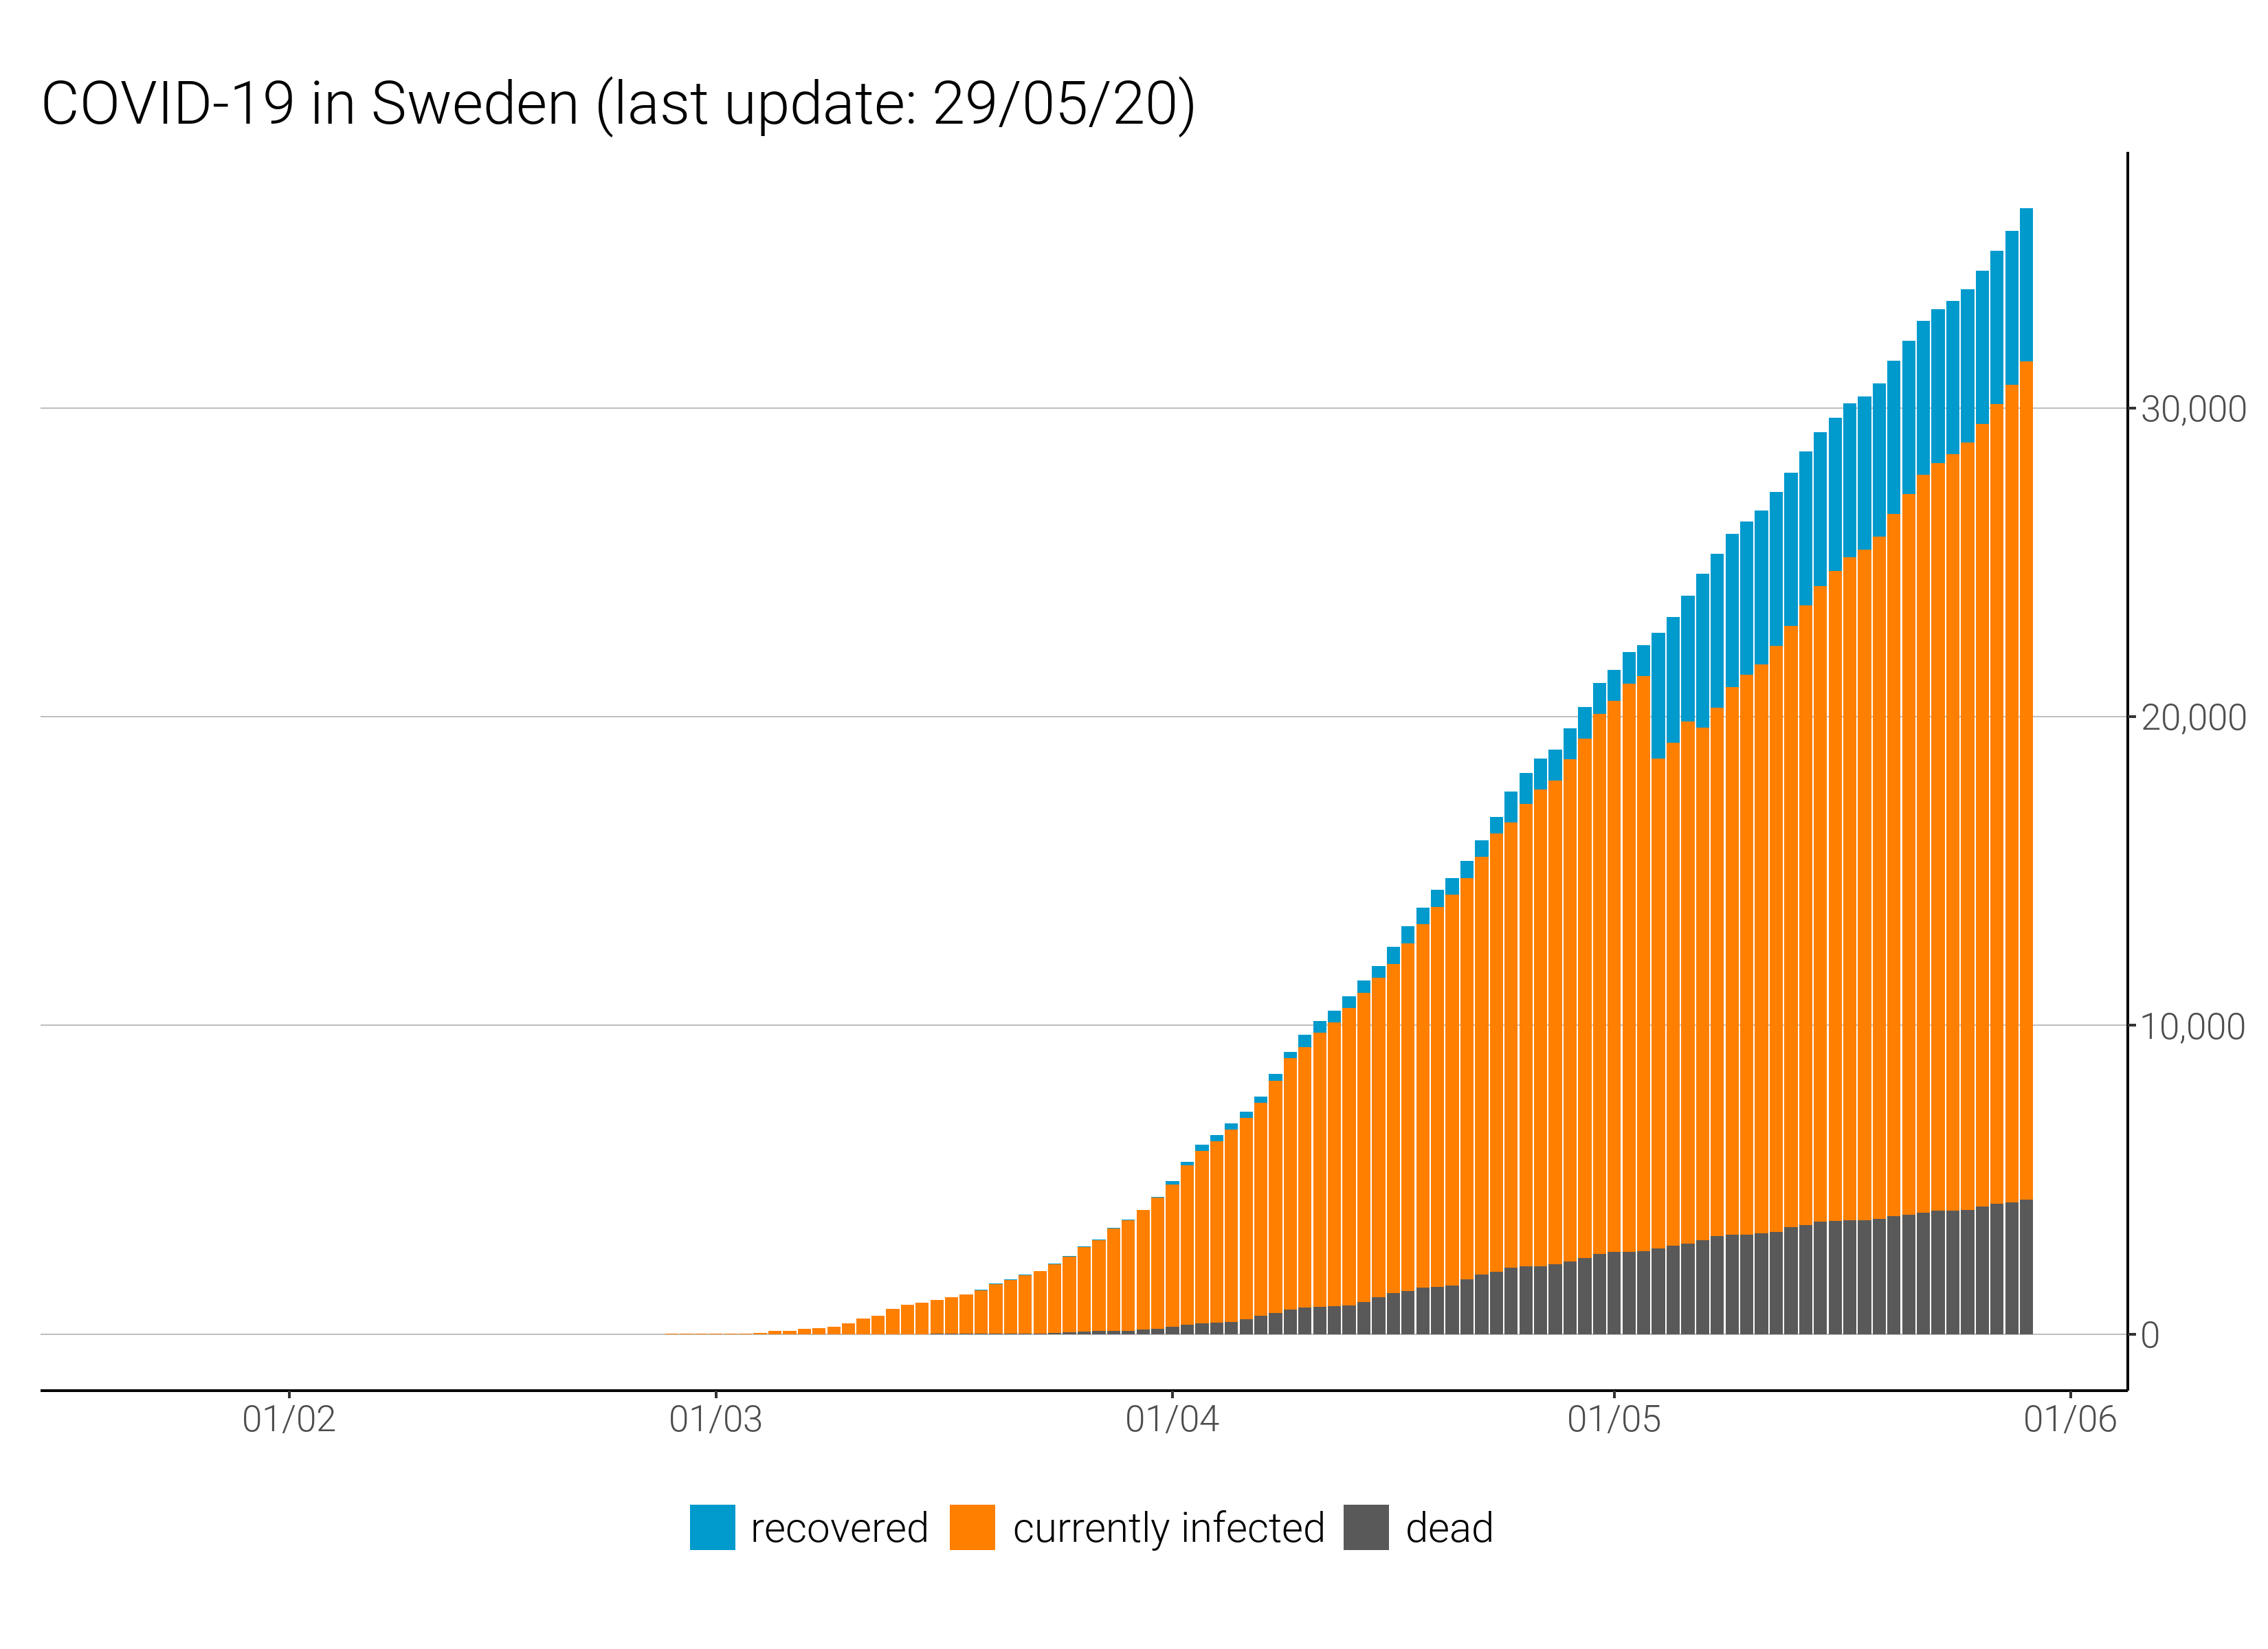 COVID-19 in Sweden (last update: 29/05/20)
30,000
20,000
10,000
0
01/02 01/03 01/04 01/05 01/06
recovered currently infected dead